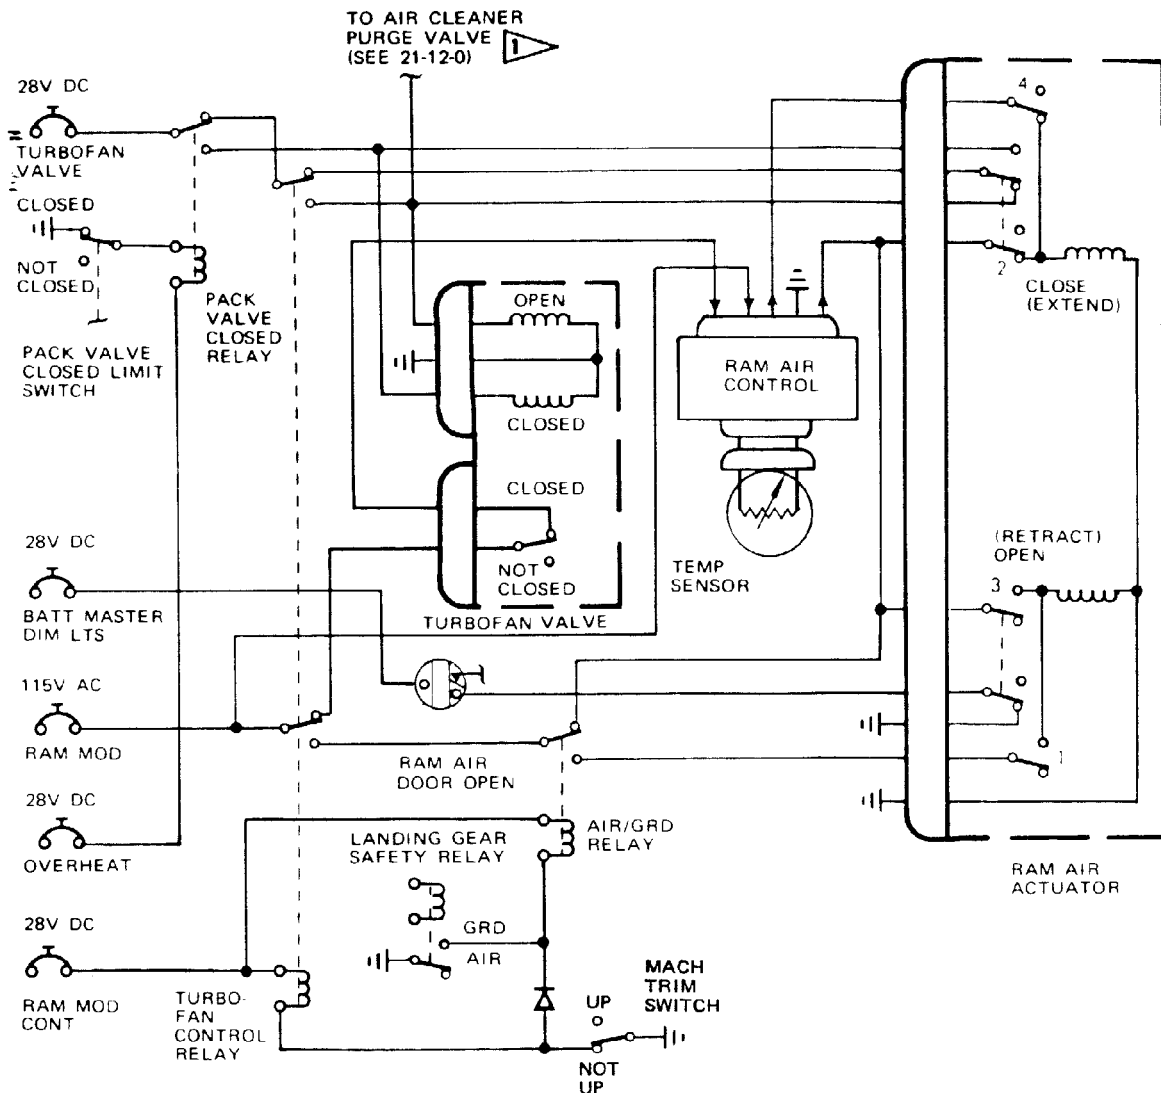 TO AIR CLEANER
PURGE VALVE
(SEE 21-12-0)
1
28V DC
TURBOFAN
VALVE
CLOSED
NOT
CLOSED
PACK VALVE
CLOSED LIMIT
SWITCH
PACK
VALVE
CLOSED
RELAY
OPEN
CLOSED
CLOSED
NOT
CLOSED
TURBOFAN VALVE
RAM AIR
CONTROL
TEMP
SENSOR
4
2
CLOSE
(EXTEND)
(RETRACT)
OPEN
3
1
RAM AIR
ACTUATOR
28V DC
BATT MASTER
DIM LTS
115V AC
RAM MOD
RAM AIR
DOOR OPEN
28V DC
OVERHEAT
LANDING GEAR
SAFETY RELAY
AIR/GRD
RELAY
GRD
AIR
28V DC
RAM MOD
CONT
TURBO-
FAN
CONTROL
RELAY
MACH
TRIM
SWITCH
UP
NOT
UP